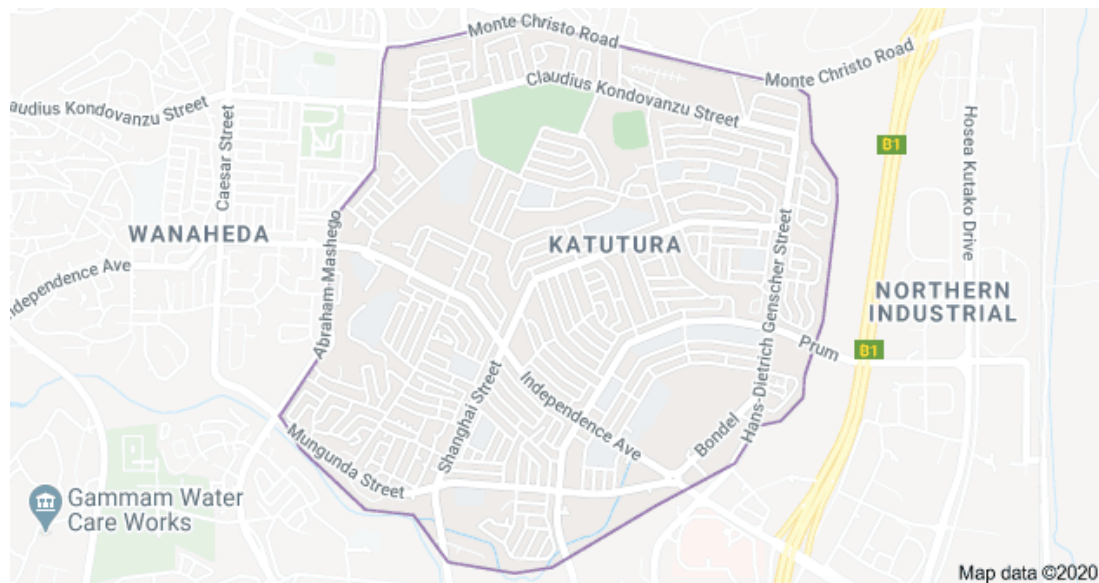 Monte Christo Road
Monte Christo Road
Claudius Kondovanzu Street
audius Kondovanzu Street
Caesar Street
Hosea Kutako Drive
B1
WANAHEDA
KATUTURA
Abraham-Mashego
Hans-Dietrich Genscher Street
Independence Ave
NORTHERN
INDUSTRIAL
Prum
B1
Shanghai Street
Independence Ave
Bondel
Mungunda Street
Gammam Water
Care Works
Map data ©2020